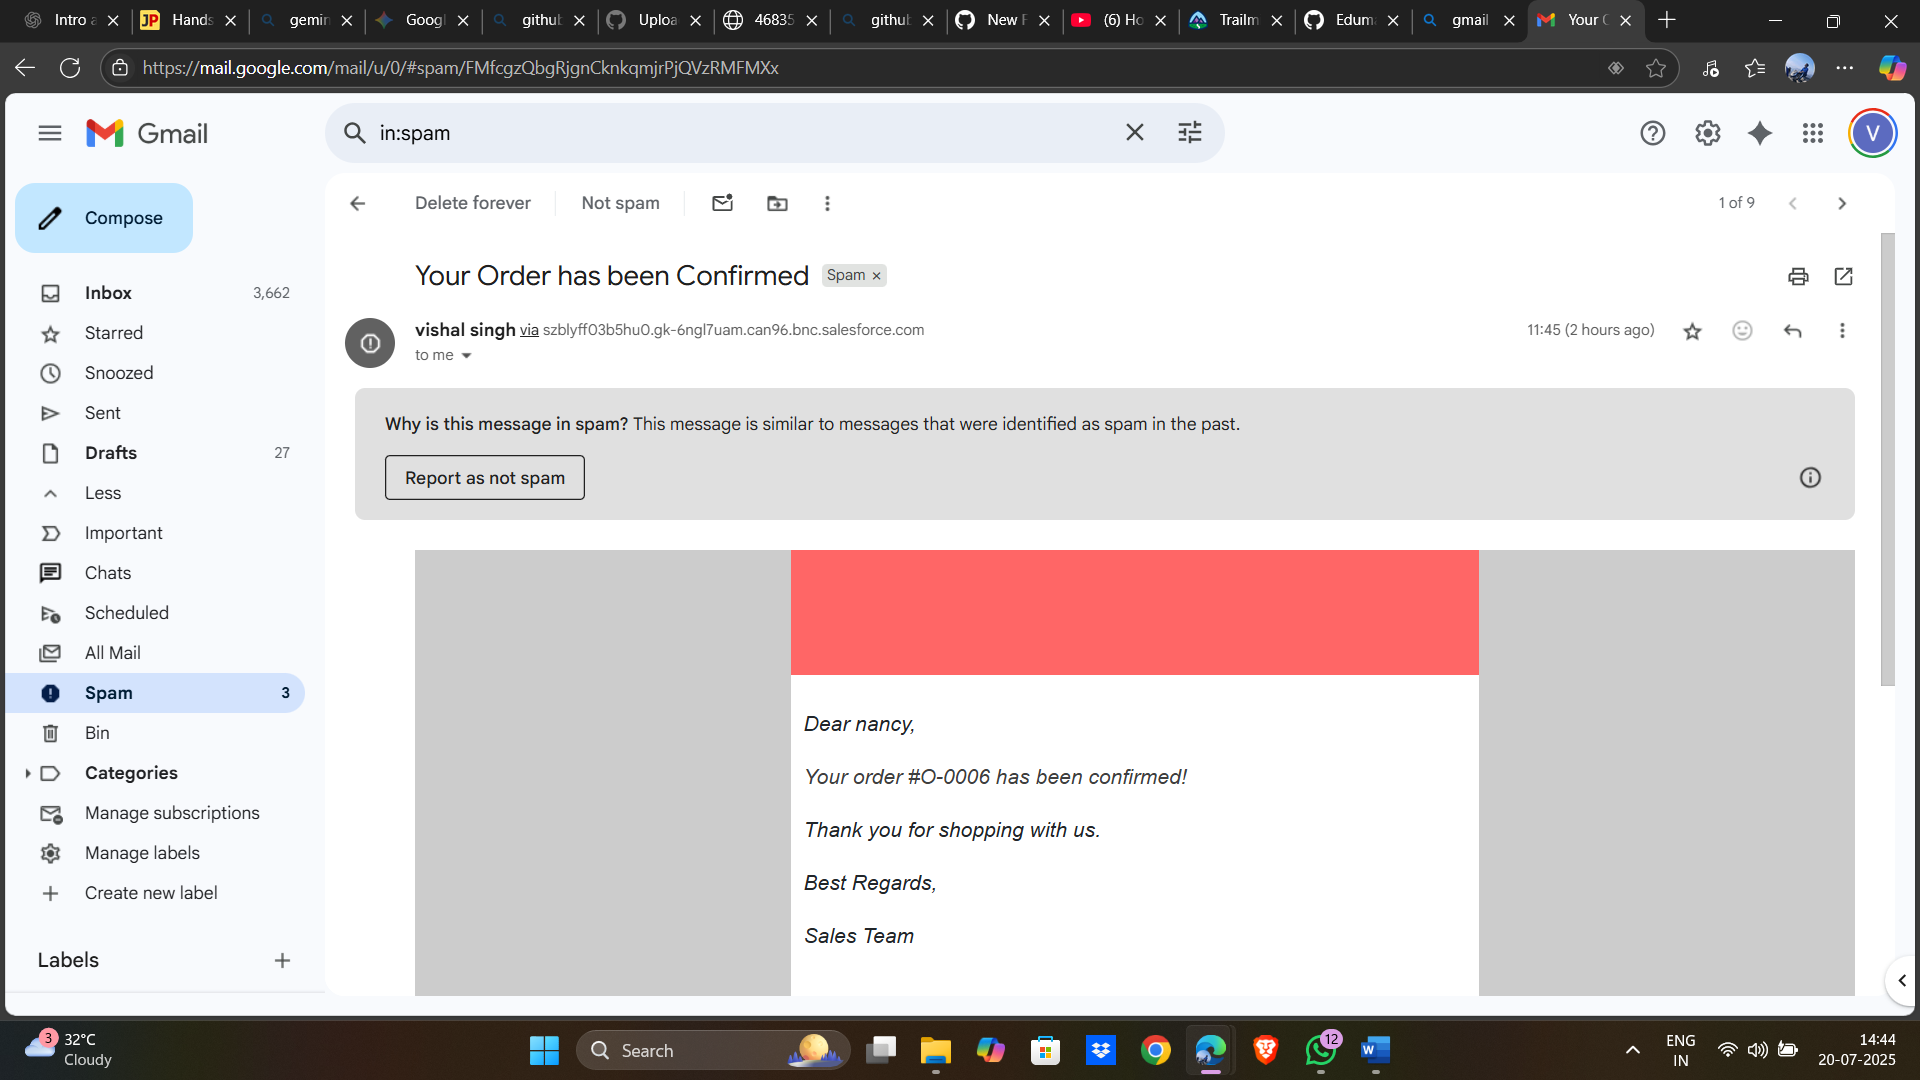 Intro a
Hands
gemin
Googl
githul
Uploa
46835
githul
New F
(6) Ho
Trailm
Eduma
gmail
Your C
https://mail.google.com/mail/u/0/#spam/FMfcgzQbgRjgnCknkqmjrPjQVzRMFMXx
Gmail
in:spam
V
Compose
Delete forever
Not spam
1 of 9
Your Order has been Confirmed
Spam ×
Inbox 3,662
Starred
Snoozed
Sent
Drafts 27
Less
Important
Chats
Scheduled
All Mail
Spam 3
Bin
Categories
Manage subscriptions
Manage labels
Create new label
Labels
vishal singh via szblyff03b5hu0.gk-6ngl7uam.can96.bnc.salesforce.com
11:45 (2 hours ago)
to me
Why is this message in spam? This message is similar to messages that were identified as spam in the past.
Report as not spam
Dear nancy,
Your order #O-0006 has been confirmed!
Thank you for shopping with us.
Best Regards,
Sales Team
3
32°C
Cloudy
Search
12
ENG
IN
14:44
20-07-2025